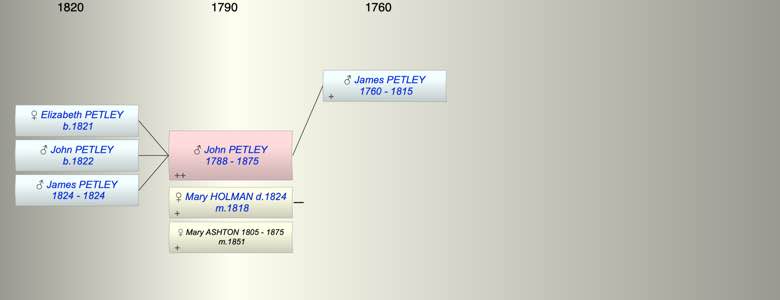 1820 1790 1760
♂ James PETLEY
1760 - 1815
+
♀ Elizabeth PETLEY
b.1821
♂ John PETLEY
b.1822
♂ James PETLEY
1824 - 1824
♂ John PETLEY
1788 - 1875
++
♀ Mary HOLMAN d.1824
m.1818
+
♀ Mary ASHTON 1805 - 1875
m.1851
+